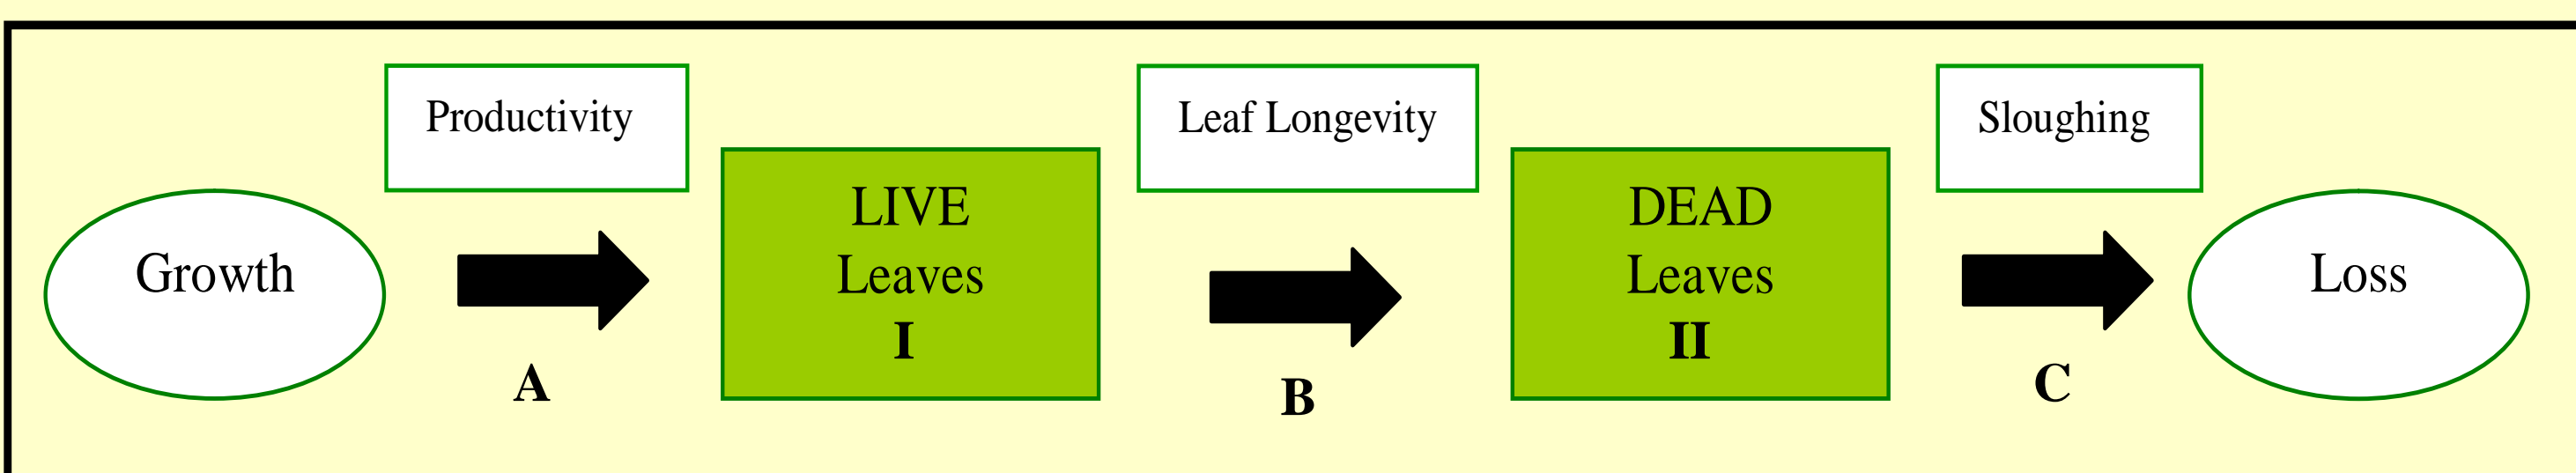 Productivity
Leaf Longevity
Sloughing
Growth
LIVE
Leaves
I
DEAD
Leaves
II
Loss
A
B
C